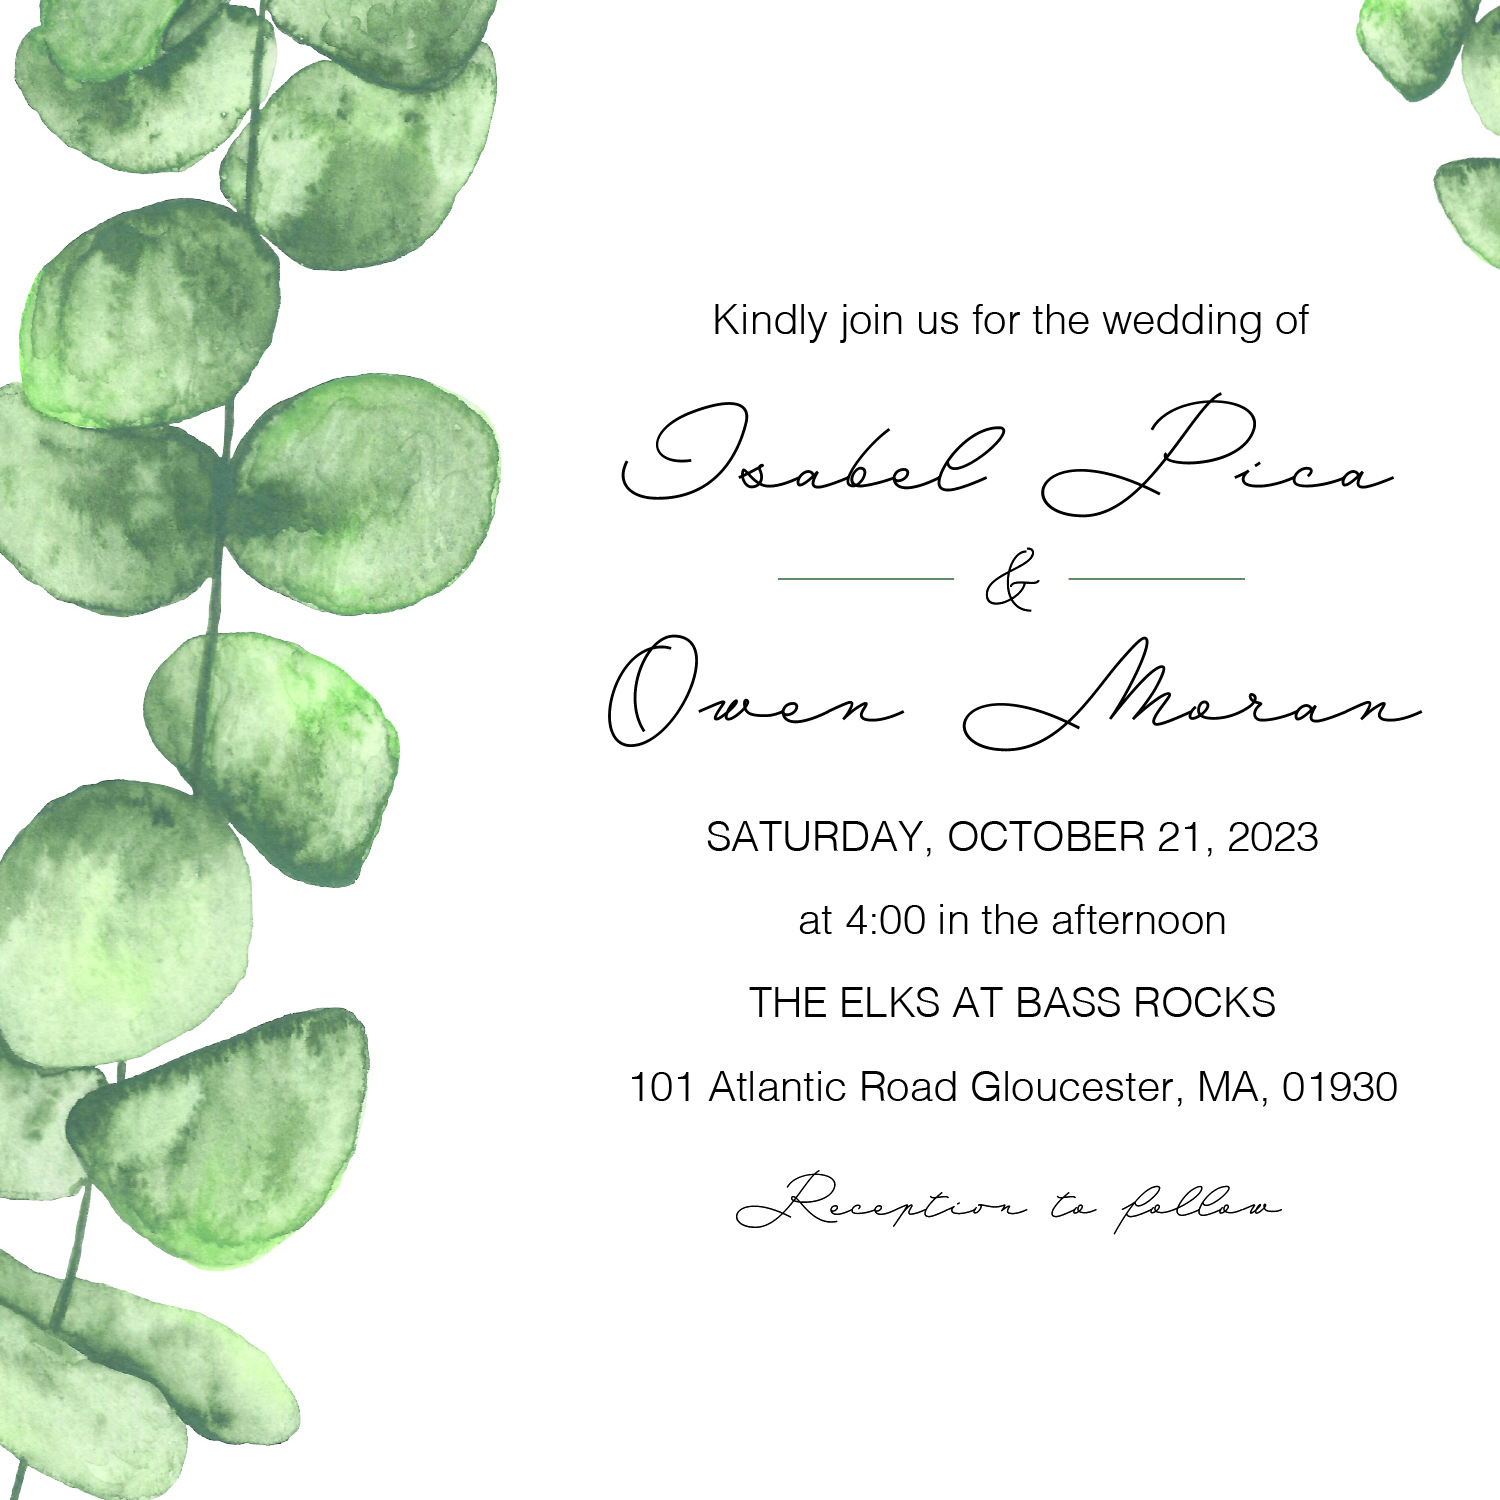 Kindly join us for the wedding of
Isabel Pica
&
Owen Moran
SATURDAY, OCTOBER 21, 2023
at 4:00 in the afternoon
THE ELKS AT BASS ROCKS
101 Atlantic Road Gloucester, MA, 01930
Reception to follow